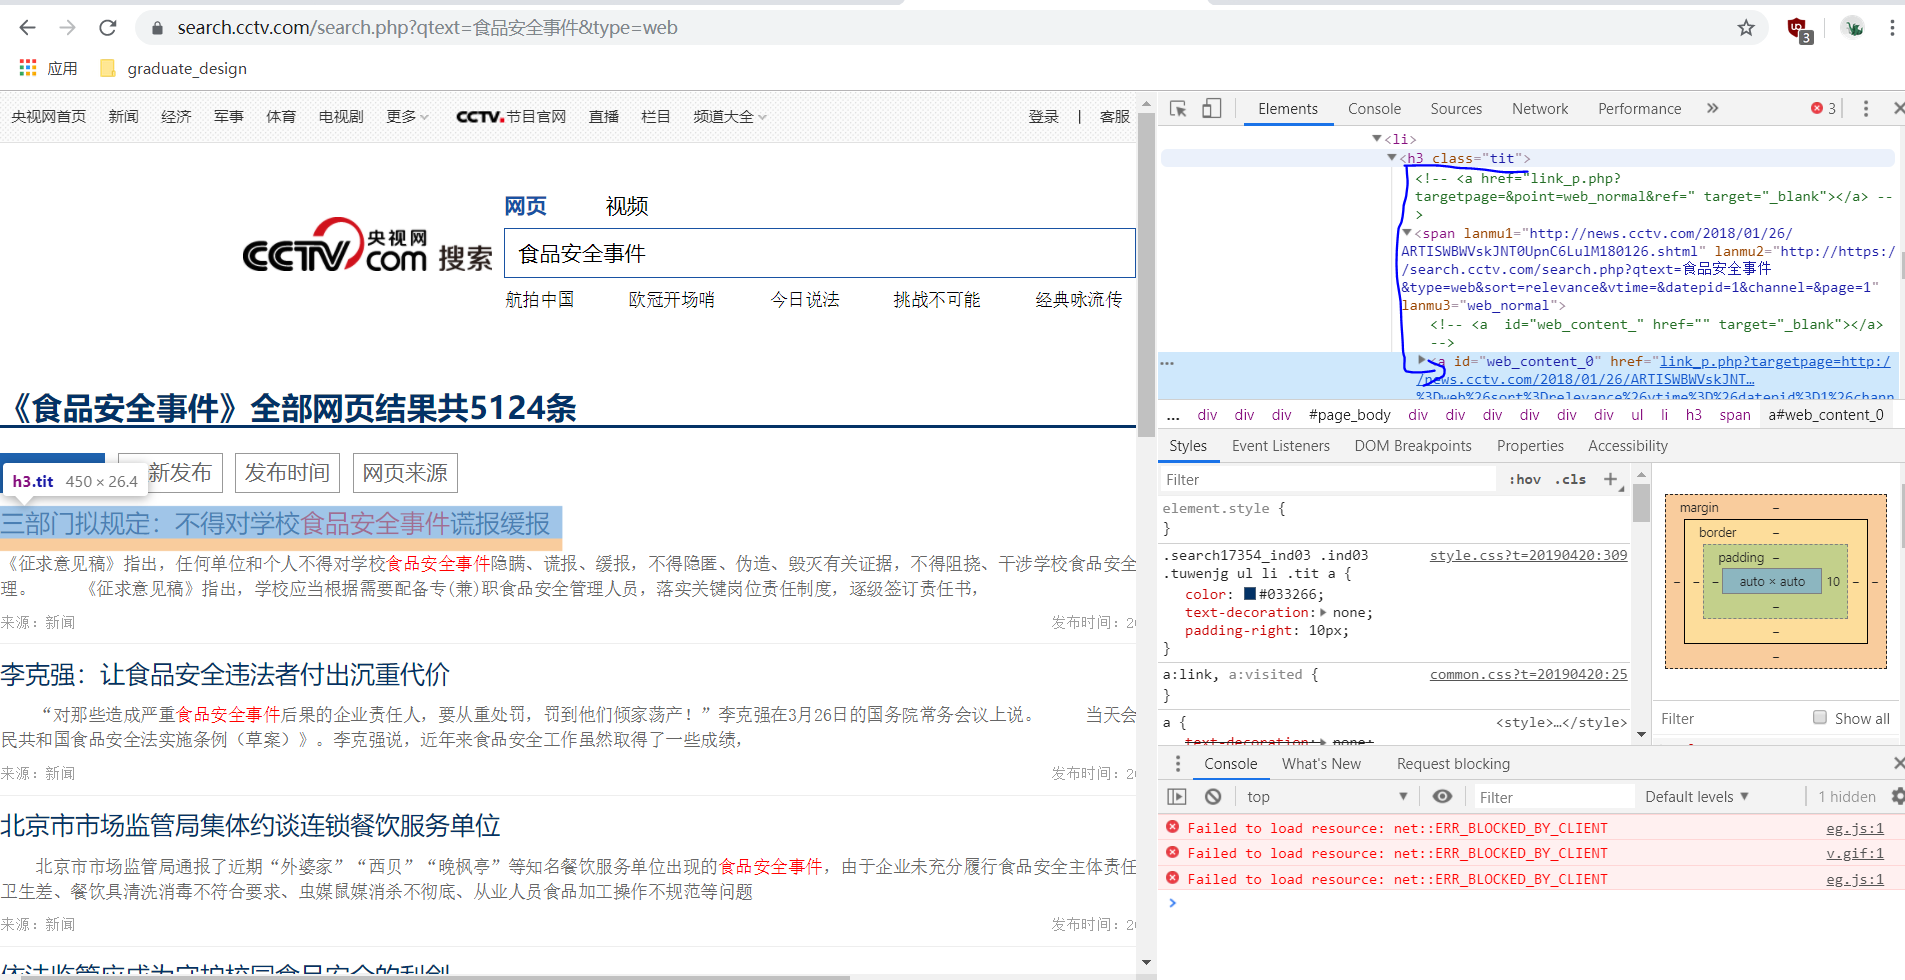 search.cctv.com/search.php?qtext=食品安全事件&type=web
3
应用
graduate_design
央视网首页 新闻 经济 军事 体育 电视剧 更多 CCTV.节目官网 直播 栏目 频道大全 登录 | 客服
网页 视频
CCTV.com 央视网 搜索
食品安全事件
航拍中国 欧冠开场哨 今日说法 挑战不可能 经典咏流传
《食品安全事件》全部网页结果共5124条
新发布 发布时间 网页来源
h3.tit 450 × 26.4
三部门拟规定：不得对学校食品安全事件谎报缓报
《征求意见稿》指出，任何单位和个人不得对学校食品安全事件隐瞒、谎报、缓报，不得隐匿、伪造、毁灭有关证据，不得阻挠、干涉学校食品安全
理。 《征求意见稿》指出，学校应当根据需要配备专(兼)职食品安全管理人员，落实关键岗位责任制度，逐级签订责任书，
来源：新闻 发布时间：20
李克强：让食品安全违法者付出沉重代价
“对那些造成严重食品安全事件后果的企业责任人，要从重处罚，罚到他们倾家荡产！”李克强在3月26日的国务院常务会议上说。 当天会
民共和国食品安全法实施条例（草案）》。李克强说，近年来食品安全工作虽然取得了一些成绩，
来源：新闻 发布时间：20
北京市市场监管局集体约谈连锁餐饮服务单位
北京市市场监管局通报了近期“外婆家”“西贝”“晚枫亭”等知名餐饮服务单位出现的食品安全事件，由于企业未充分履行食品安全主体责任
卫生差、餐饮具清洗消毒不符合要求、虫媒鼠媒消杀不彻底、从业人员食品加工操作不规范等问题
来源：新闻 发布时间：20
依法监管应成为守护校园食品安全的利剑
Elements Console Sources Network Performance » 3
<li>
<h3 class="tit">
<!-- <a href="link_p.php?
targetpage=&point=web_normal&ref=" target="_blank"></a> --
>
<span lanmu1="http://news.cctv.com/2018/01/26/
ARTISWBWVskJNT0UpnC6LulM180126.shtml" lanmu2="http://https:/
/search.cctv.com/search.php?qtext=食品安全事件
&type=web&sort=relevance&vtime=&datepid=1&channel=&page=1"
lanmu3="web_normal">
<!-- <a  id="web_content_" href="" target="_blank"></a>
-->
<a id="web_content_0" href="link_p.php?targetpage=http:/
/news.cctv.com/2018/01/26/ARTISWBWVskJNT…
%3Dweb%26sort%3Drelevance%26vtime%3D%26datepid%3D1%26chann
... div div div #page_body div div div div div div ul li h3 span a#web_content_0
Styles Event Listeners DOM Breakpoints Properties Accessibility
Filter :hov .cls +
element.style {
}
.search17354_ind03 .ind03 style.css?t=20190420:309
.tuwenjg ul li .tit a {
color: #033266;
text-decoration: none;
padding-right: 10px;
}
a:link, a:visited { common.css?t=20190420:25
}
a { <style>…</style>
text-decoration: none;
margin –
border –
padding –
– – – auto × auto 10 – –
–
–
–
Filter Show all
Console What's New Request blocking
top Filter Default levels 1 hidden
Failed to load resource: net::ERR_BLOCKED_BY_CLIENT eg.js:1
Failed to load resource: net::ERR_BLOCKED_BY_CLIENT v.gif:1
Failed to load resource: net::ERR_BLOCKED_BY_CLIENT eg.js:1
>